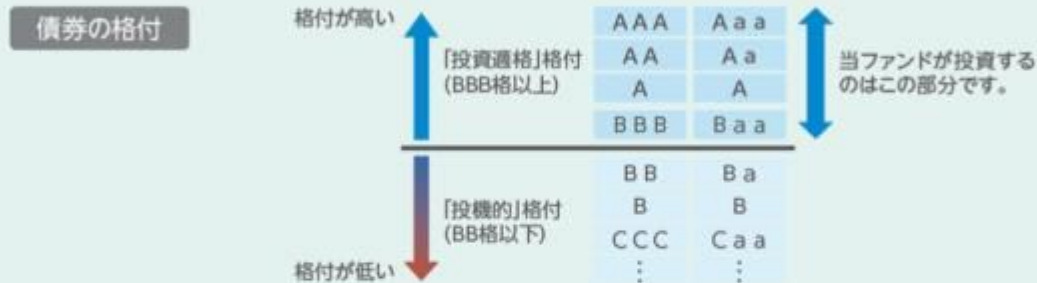 債券の格付
格付が高い
「投資適格」格付
(BBB格以上)
AAA Aaa
AA Aa
A A
BBB Baa
当ファンドが投資する
のはこの部分です。
「投機的」格付
(BB格以下)
BB Ba
B B
CCC Caa
⋮ ⋮
格付が低い